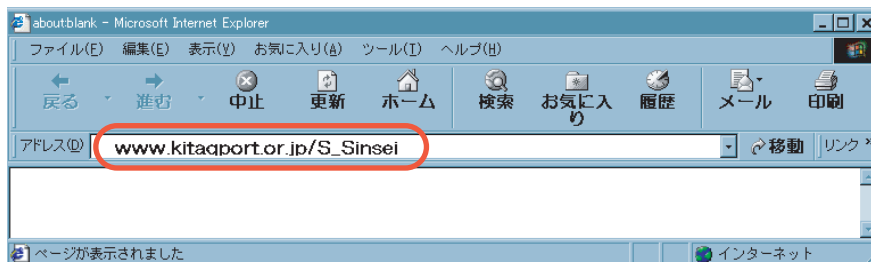 about:blank - Microsoft Internet Explorer
ファイル(F) 編集(E) 表示(V) お気に入り(A) ツール(T) ヘルプ(H)
戻る 進む 中止 更新 ホーム 検索 お気に入り 履歴 メール 印刷
アドレス(D) www.kitaqport.or.jp/S_Sinsei 移動 リンク »
ページが表示されました インターネット